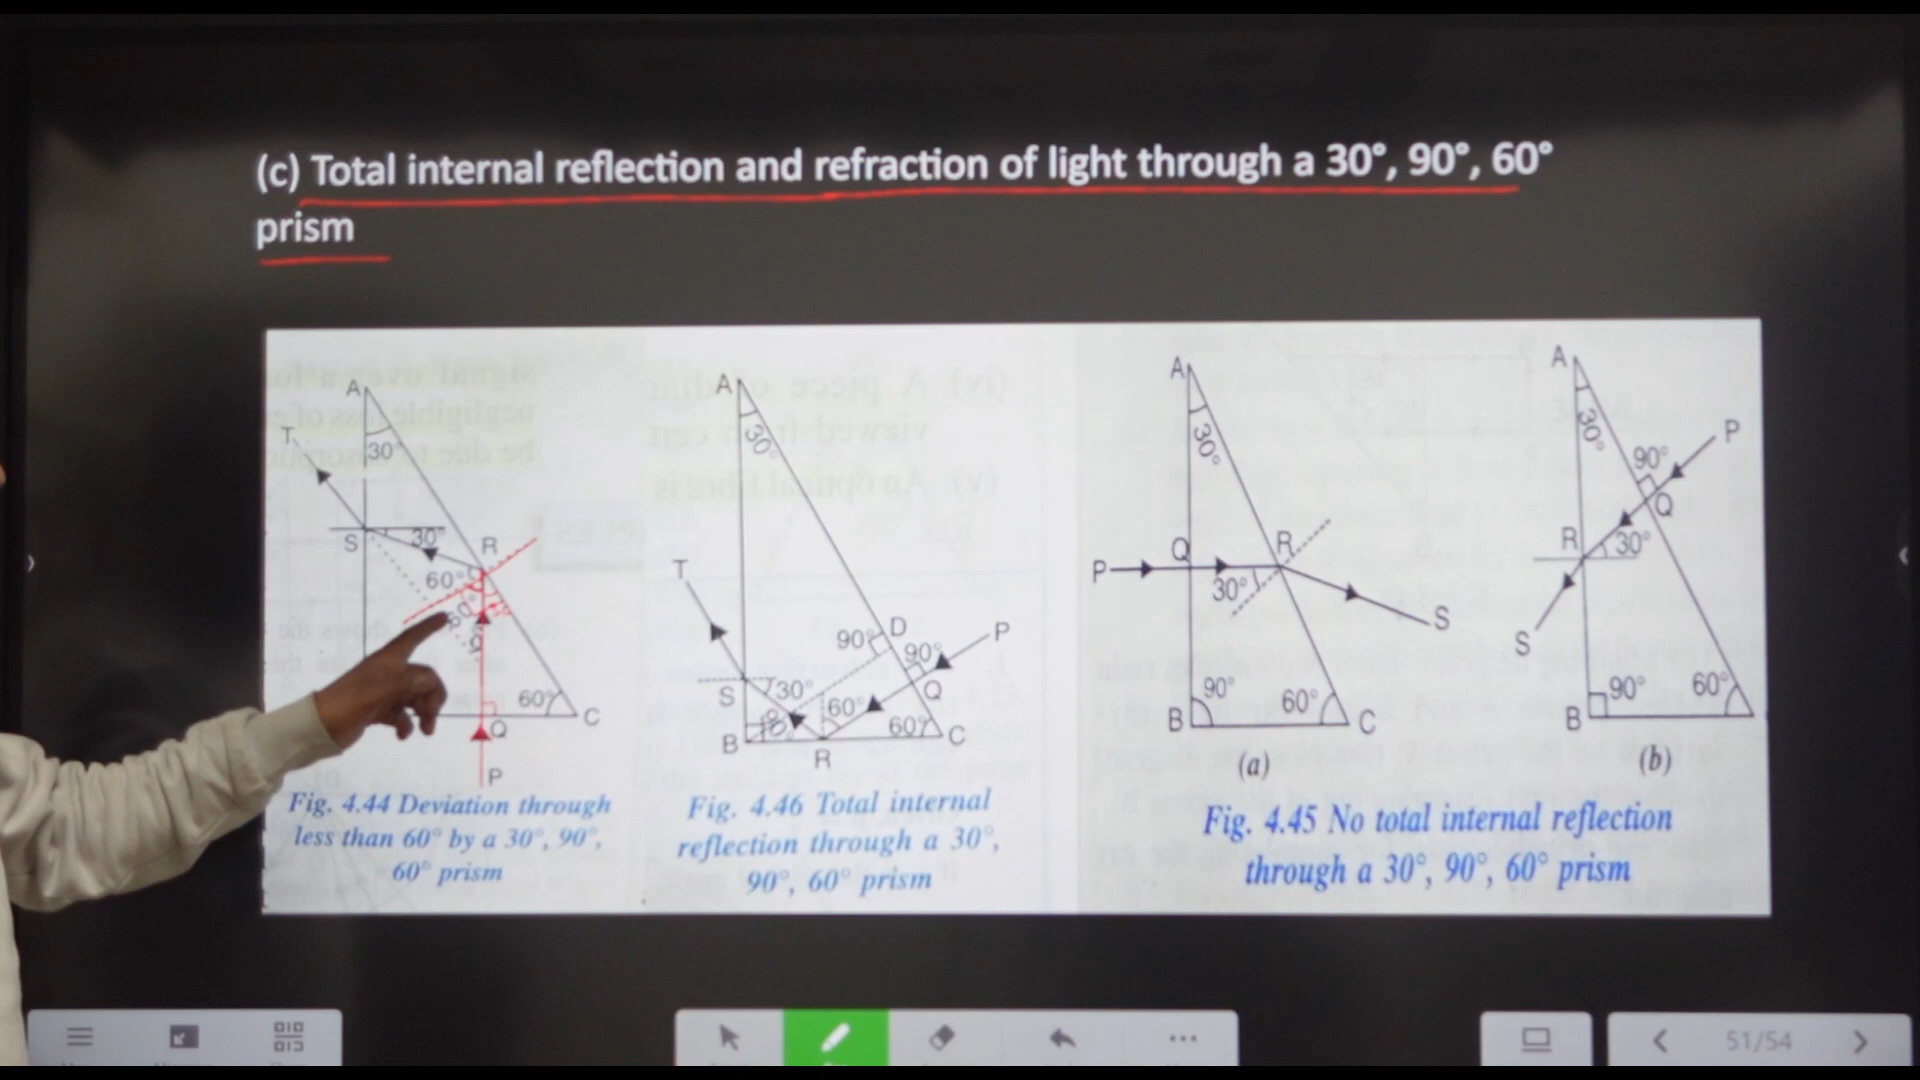 (c) Total internal reflection and refraction of light through a 30°, 90°, 60°
prism
A
30°
T
S
30°
R
60°
60°
C
Q
P
Fig. 4.44 Deviation through
less than 60° by a 30°, 90°,
60° prism
A
30°
T
D
90°
90°
P
S
30°
60°
Q
60°
B
R
C
Fig. 4.46 Total internal
reflection through a 30°,
90°, 60° prism
A
30°
P
Q
R
30°
S
90°
60°
B
C
(a)
A
30°
P
90°
Q
R
30°
S
90°
60°
B
(b)
Fig. 4.45 No total internal reflection
through a 30°, 90°, 60° prism
51/54